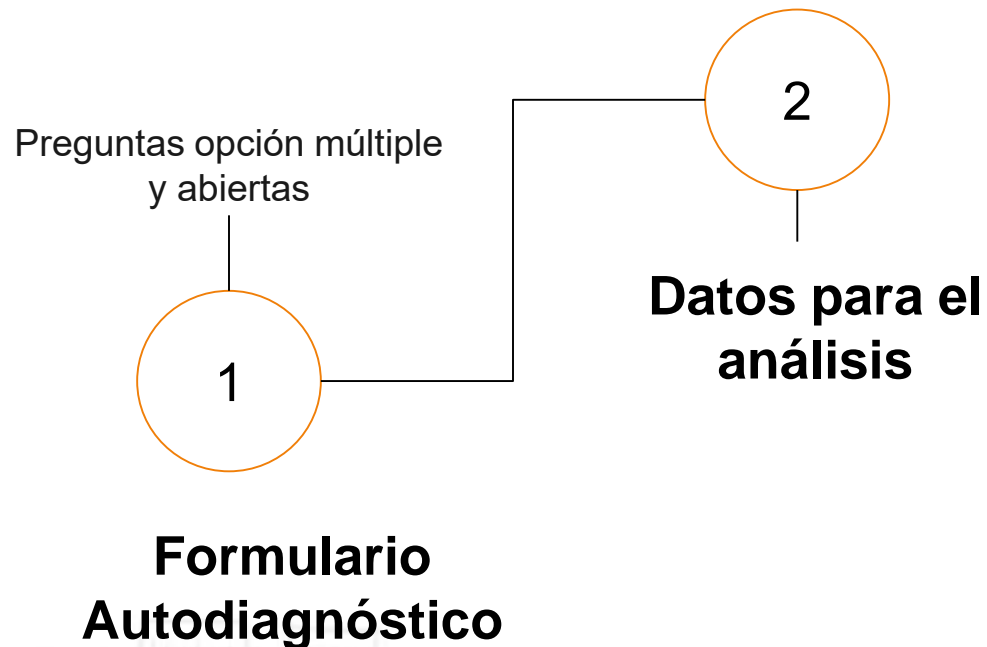 Preguntas opción múltiple
y abiertas
1
Formulario
Autodiagnóstico
2
Datos para el
análisis